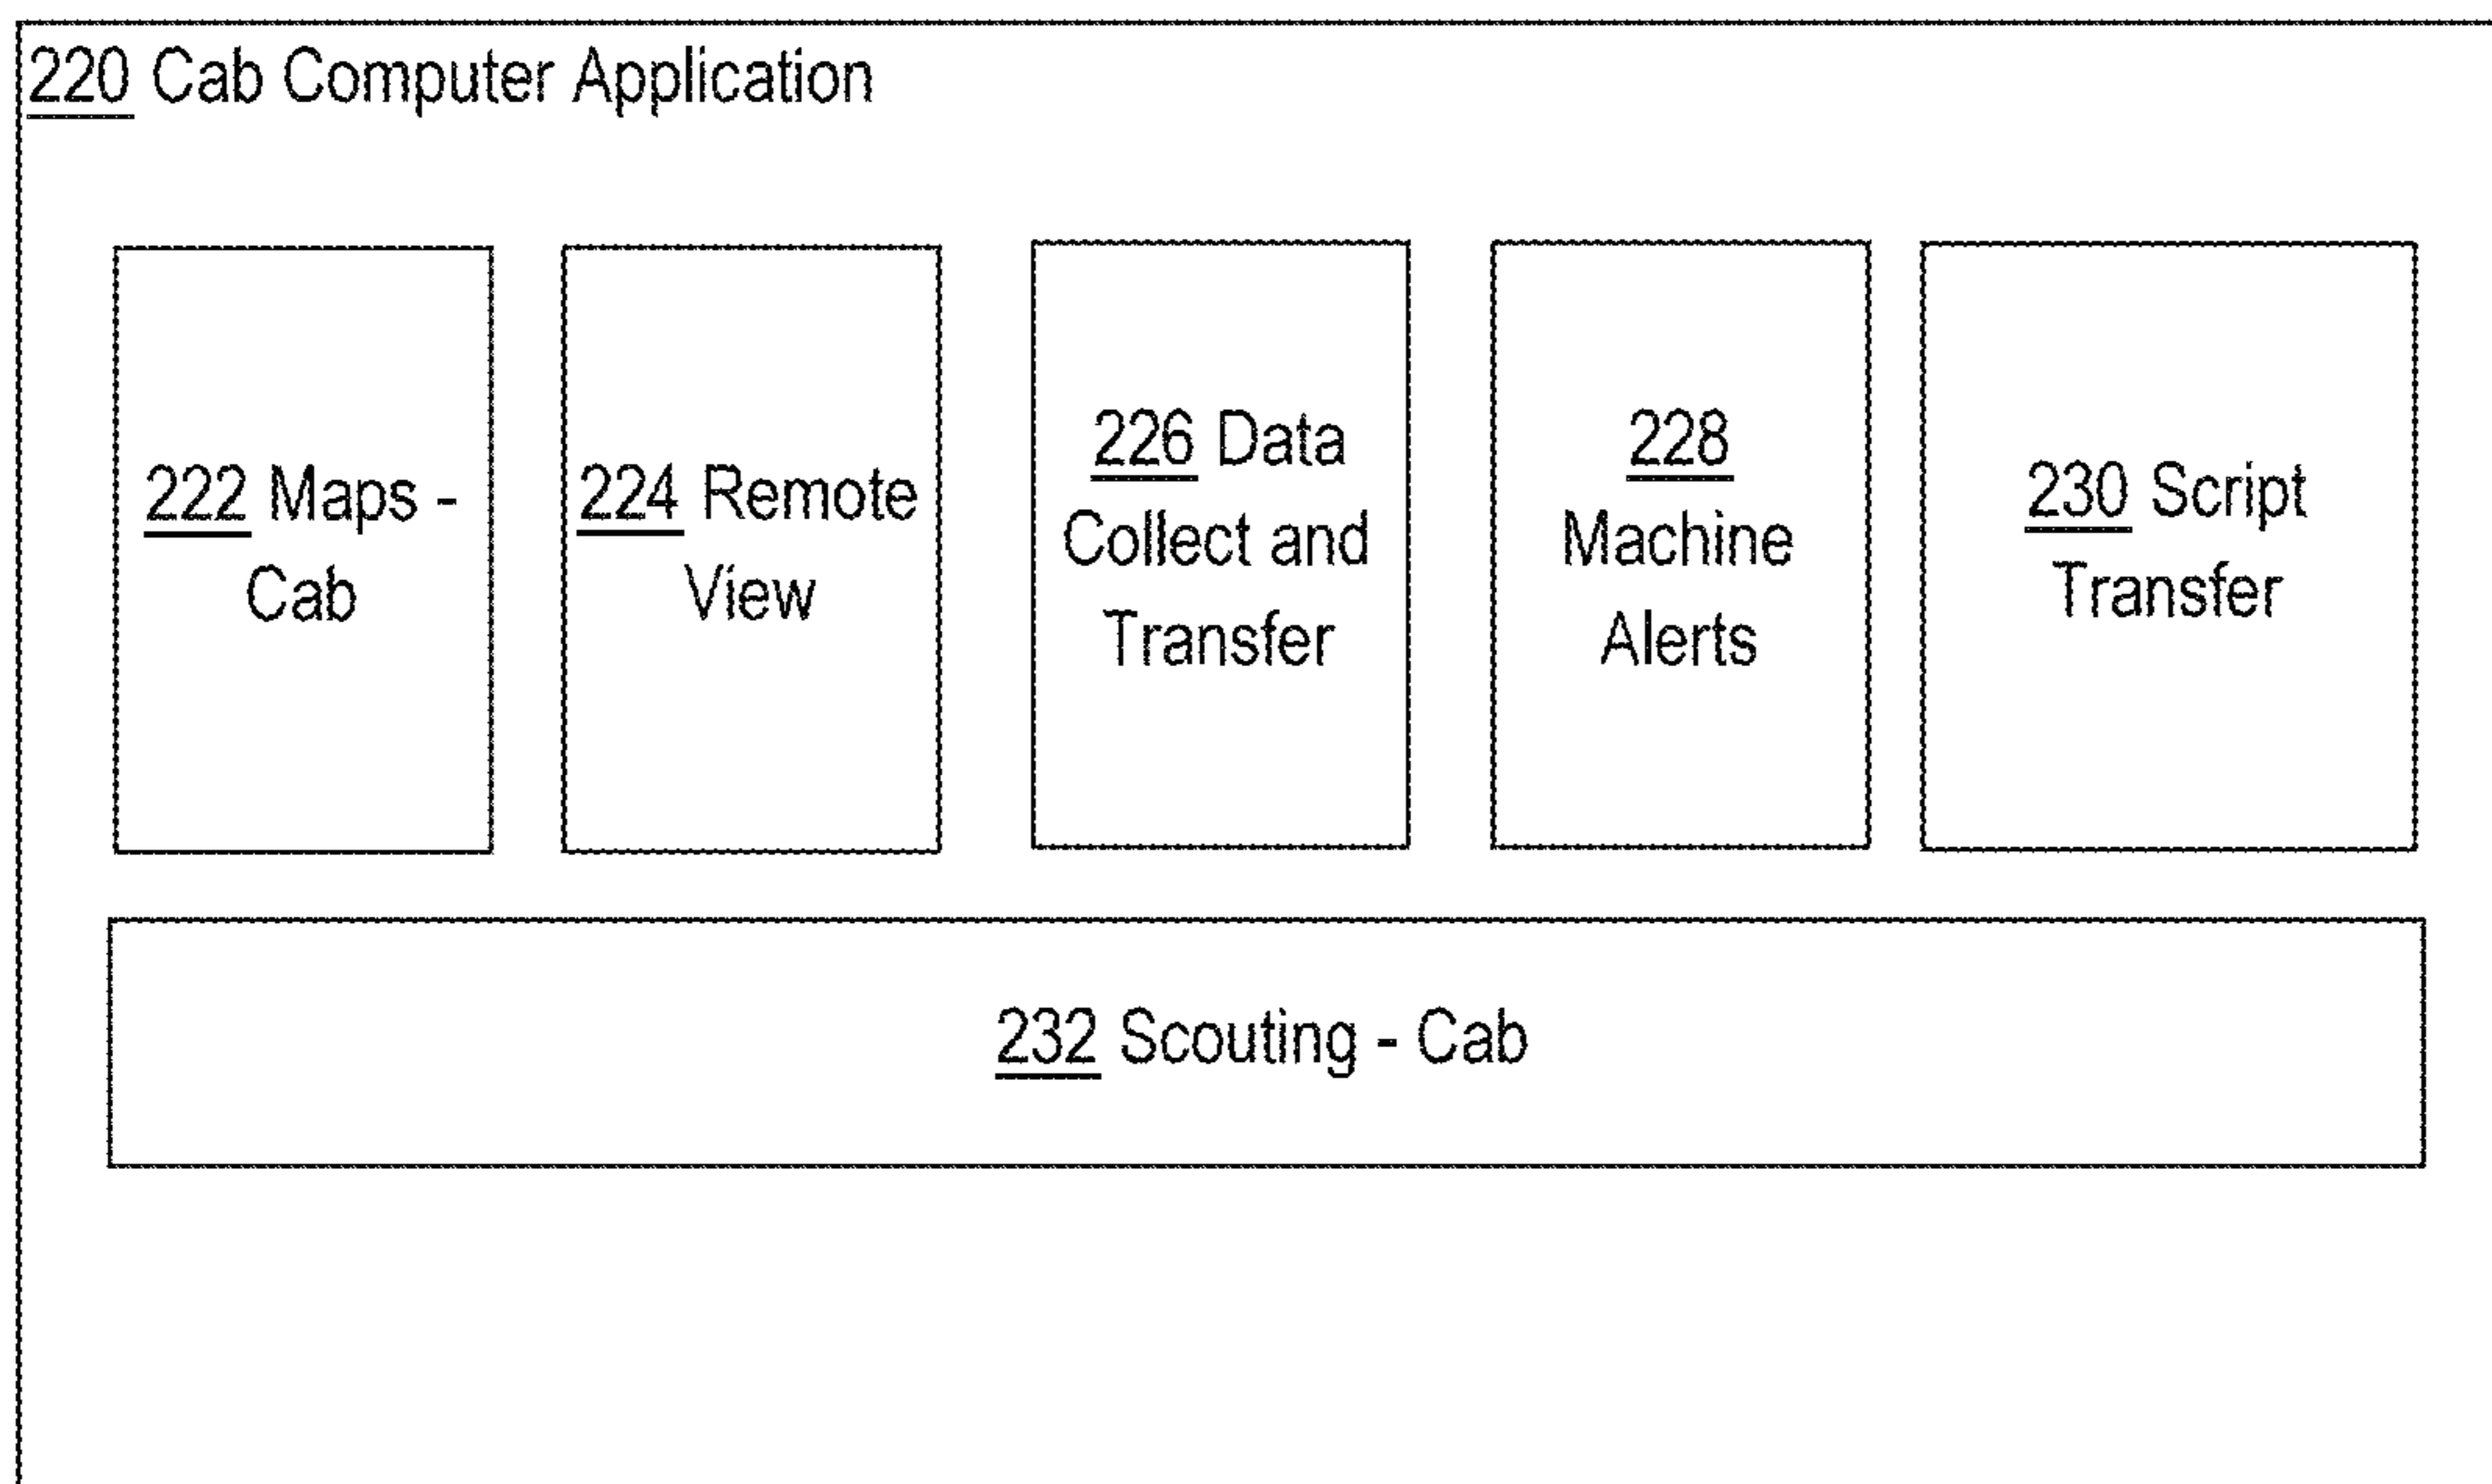 220 Cab Computer Application
222 Maps -
Cab
224 Remote
View
226 Data
Collect and
Transfer
228
Machine
Alerts
230 Script
Transfer
232 Scouting - Cab